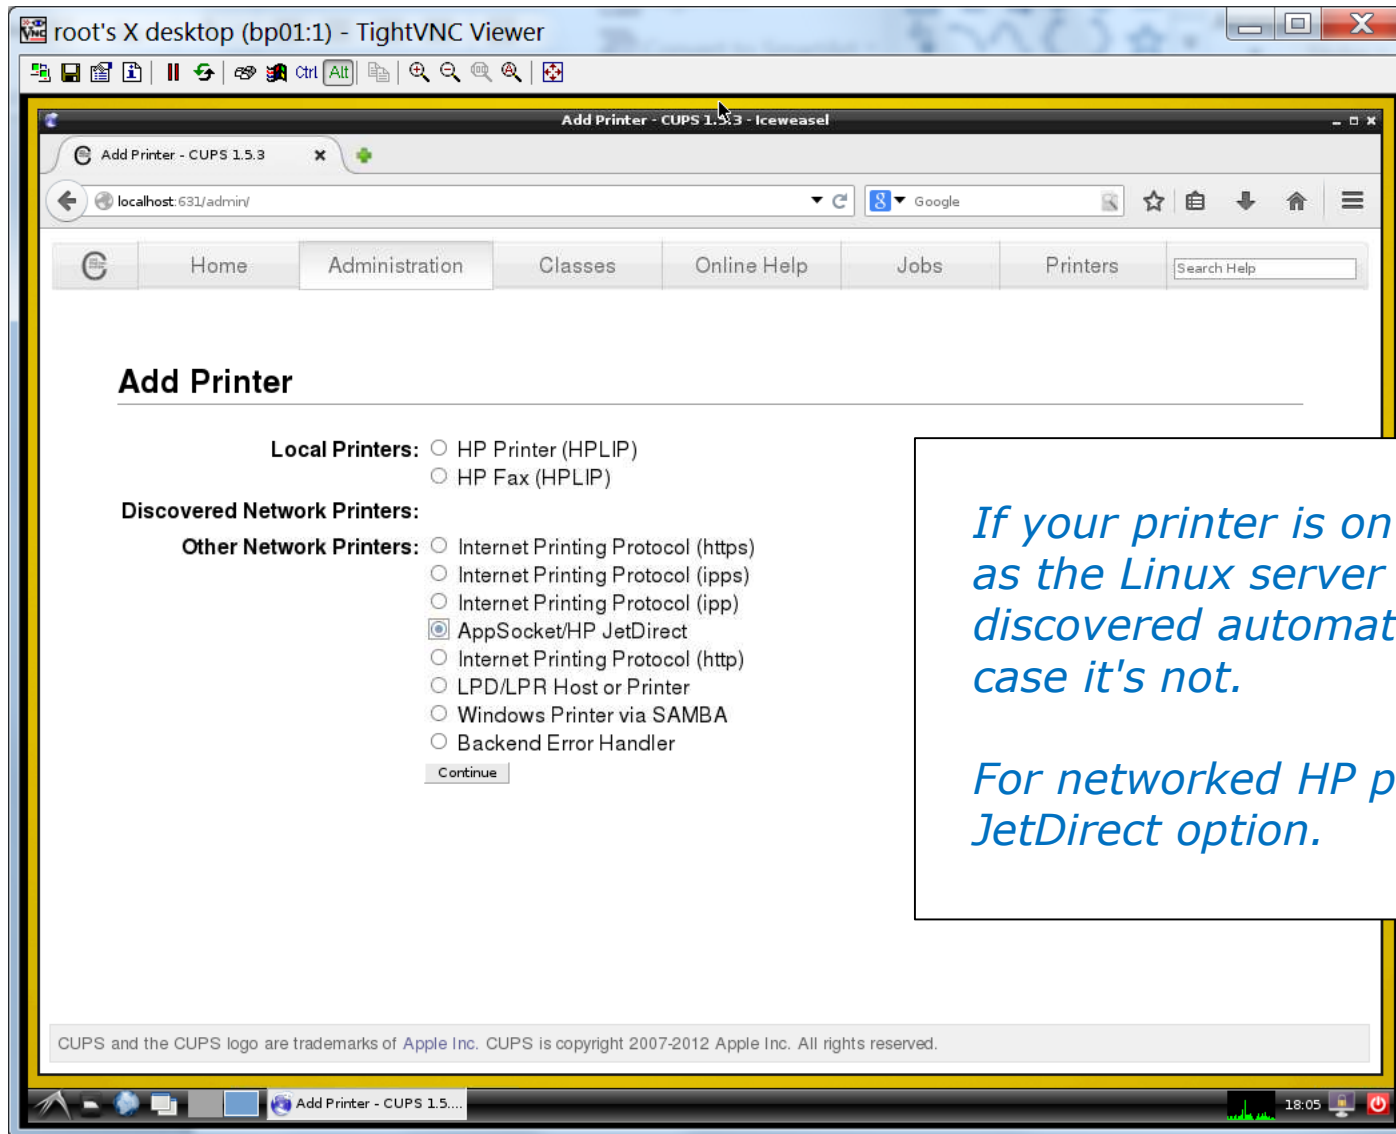 root's X desktop (bp01:1) - TightVNC Viewer
Ctrl Alt
Add Printer - CUPS 1.5.3 - Iceweasel
Add Printer - CUPS 1.5.3
localhost:631/admin/
Google
Home Administration Classes Online Help Jobs Printers Search Help
Add Printer
Local Printers: HP Printer (HPLIP)
HP Fax (HPLIP)
Discovered Network Printers:
Other Network Printers: Internet Printing Protocol (https)
Internet Printing Protocol (ipps)
Internet Printing Protocol (ipp)
AppSocket/HP JetDirect
Internet Printing Protocol (http)
LPD/LPR Host or Printer
Windows Printer via SAMBA
Backend Error Handler
Continue
If your printer is on
as the Linux server
discovered automat
case it's not.
For networked HP p
JetDirect option.
CUPS and the CUPS logo are trademarks of Apple Inc. CUPS is copyright 2007-2012 Apple Inc. All rights reserved.
Add Printer - CUPS 1.5....
18:05